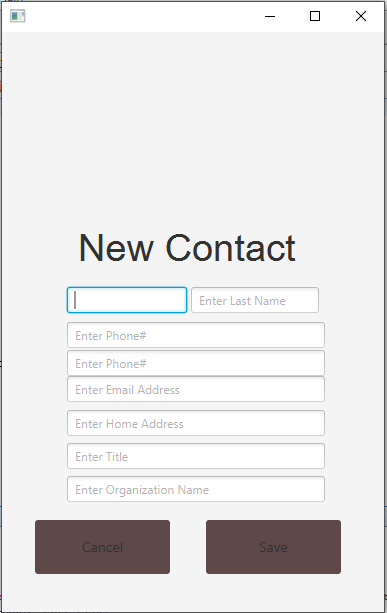 New Contact
Enter Last Name
Enter Phone#
Enter Phone#
Enter Email Address
Enter Home Address
Enter Title
Enter Organization Name
Cancel
Save